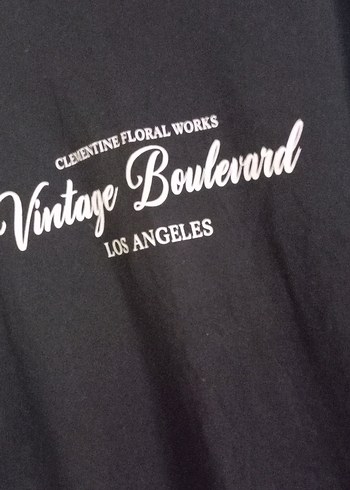 CLEMENTINE FLORAL WORKS
Vintage Boulevard
LOS ANGELES